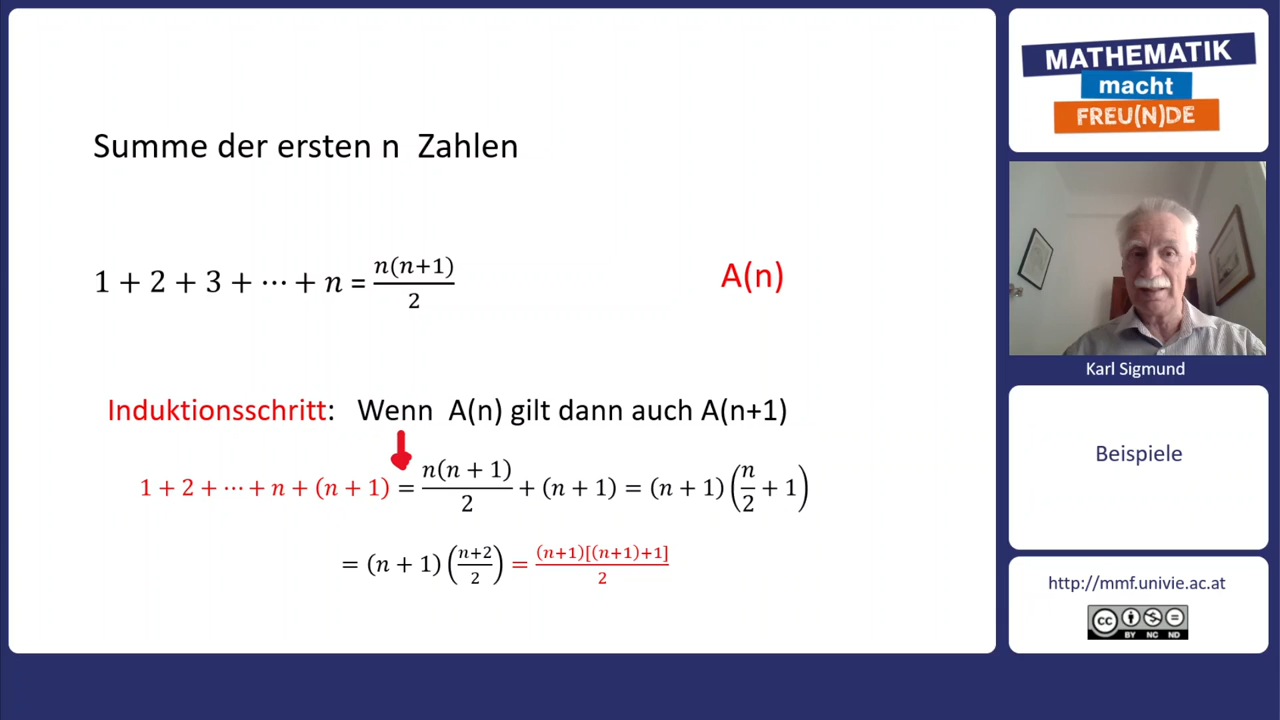 Summe der ersten n Zahlen
1 + 2 + 3 + ⋯ + n = n(n+1)/2
A(n)
Induktionsschritt: Wenn A(n) gilt dann auch A(n+1)
1 + 2 + ⋯ + n + (n + 1) = n(n + 1)/2 + (n + 1) = (n + 1)(n/2 + 1)
= (n + 1)((n+2)/2) = (n+1)[(n+1)+1]/2
MATHEMATIK
macht
FREU(N)DE
Karl Sigmund
Beispiele
http://mmf.univie.ac.at
cc
BY NC ND